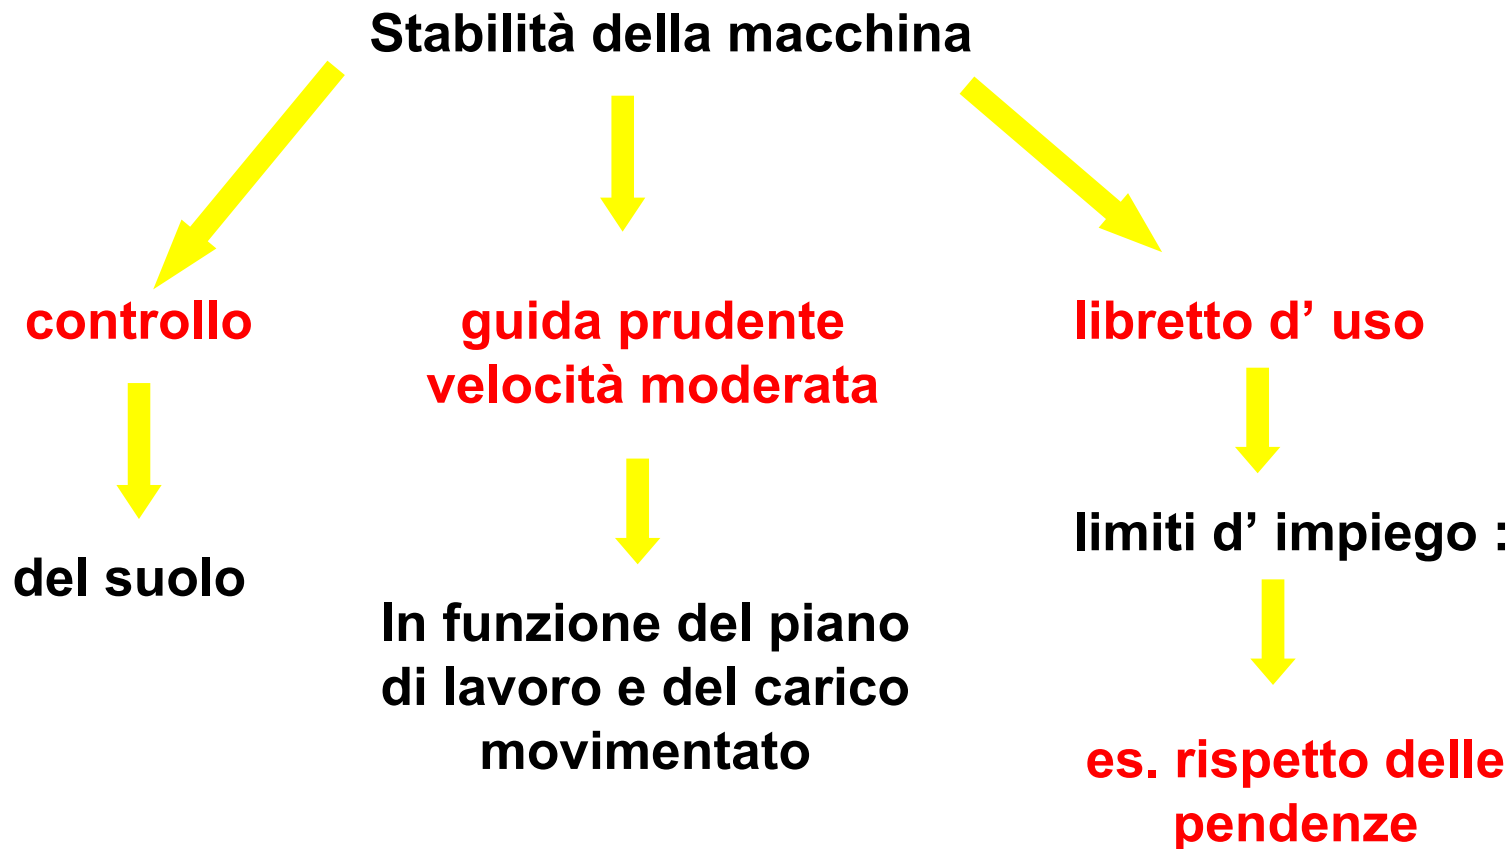 Stabilità della macchina
controllo
del suolo
guida prudente
velocità moderata
In funzione del piano
di lavoro e del carico
movimentato
libretto d’ uso
limiti d’ impiego :
es. rispetto delle
pendenze